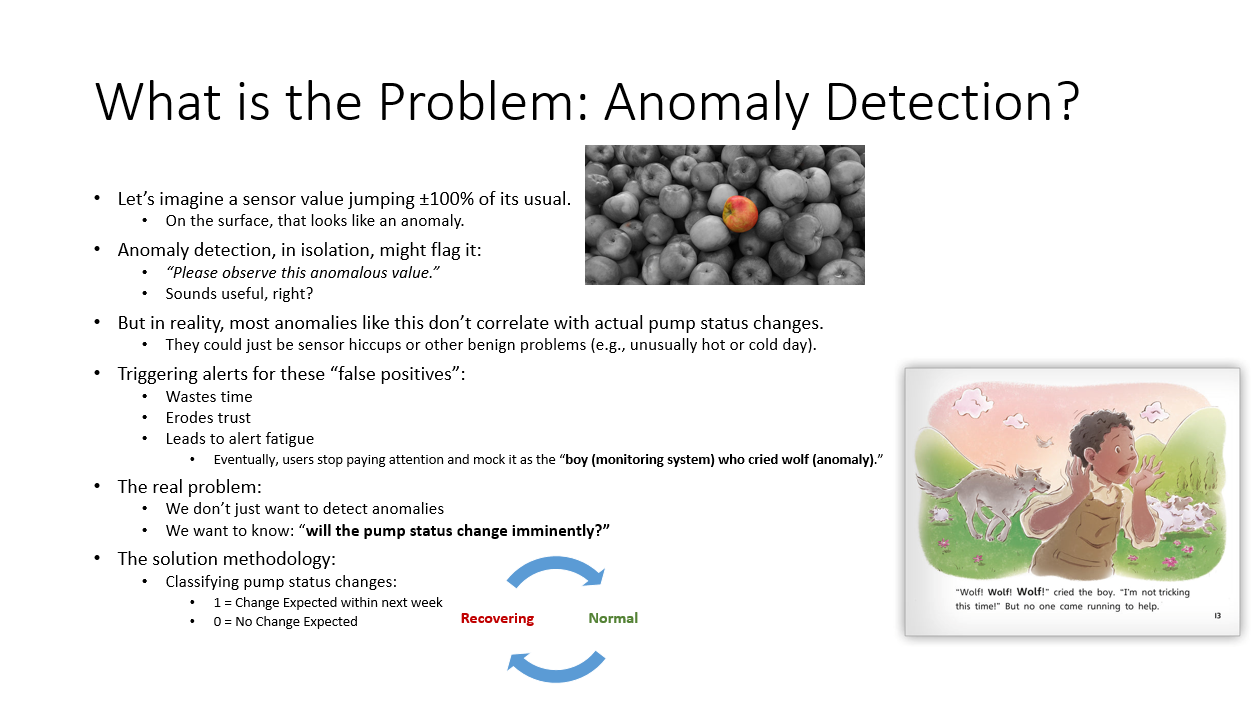 What is the Problem: Anomaly Detection?
• Let’s imagine a sensor value jumping ±100% of its usual.
• On the surface, that looks like an anomaly.
• Anomaly detection, in isolation, might flag it:
• “Please observe this anomalous value.”
• Sounds useful, right?
• But in reality, most anomalies like this don’t correlate with actual pump status changes.
• They could just be sensor hiccups or other benign problems (e.g., unusually hot or cold day).
• Triggering alerts for these “false positives”:
• Wastes time
• Erodes trust
• Leads to alert fatigue
• Eventually, users stop paying attention and mock it as the “boy (monitoring system) who cried wolf (anomaly).”
• The real problem:
• We don’t just want to detect anomalies
• We want to know: “will the pump status change imminently?”
• The solution methodology:
• Classifying pump status changes:
• 1 = Change Expected within next week
• 0 = No Change Expected
Recovering
Normal
“Wolf! Wolf! Wolf!” cried the boy. “I’m not tricking
this time!” But no one came running to help.
13